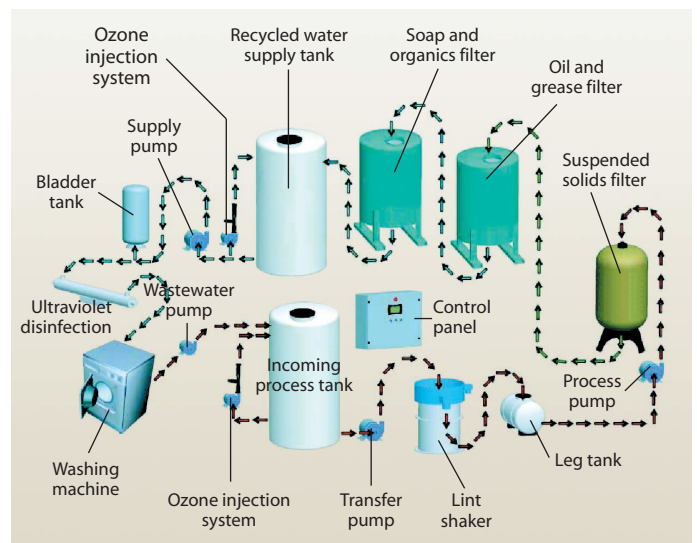 Ozone
injection
system
Recycled water
supply tank
Soap and
organics filter
Oil and
grease filter
Supply
pump
Suspended
solids filter
Bladder
tank
Ultraviolet
disinfection
Wastewater
pump
Control
panel
Incoming
process tank
Process
pump
Washing
machine
Ozone injection
system
Transfer
pump
Lint
shaker
Leg tank